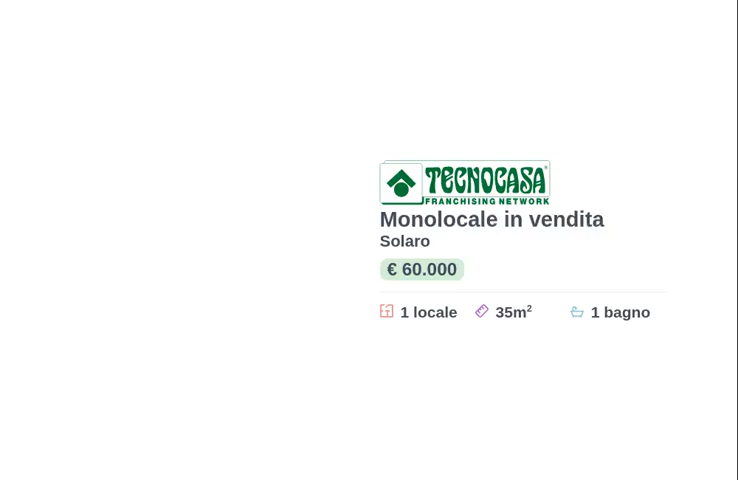 TECNOCASA
FRANCHISING NETWORK
Monolocale in vendita
Solaro
€ 60.000
1 locale 35m² 1 bagno